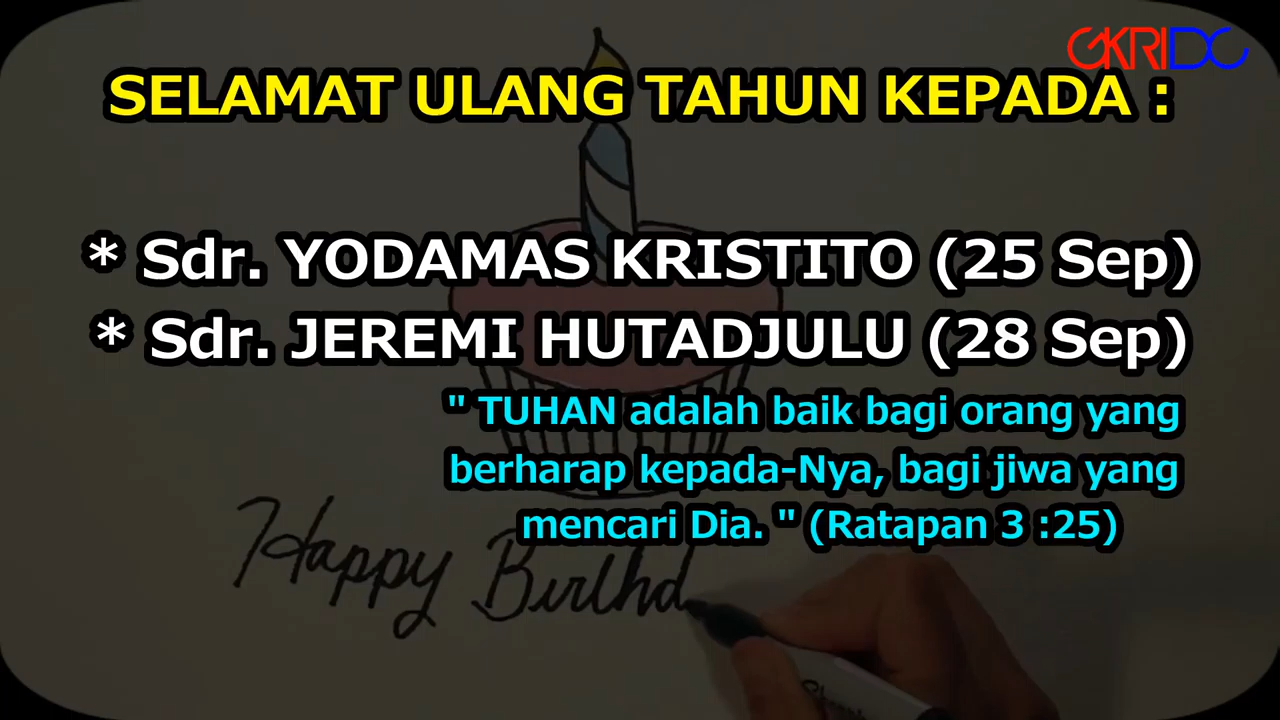 GKRIDC
SELAMAT ULANG TAHUN KEPADA :
* Sdr. YODAMAS KRISTITO (25 Sep)
* Sdr. JEREMI HUTADJULU (28 Sep)
" TUHAN adalah baik bagi orang yang
berharap kepada-Nya, bagi jiwa yang
mencari Dia. " (Ratapan 3 :25)
Happy Birthd
Sharpie